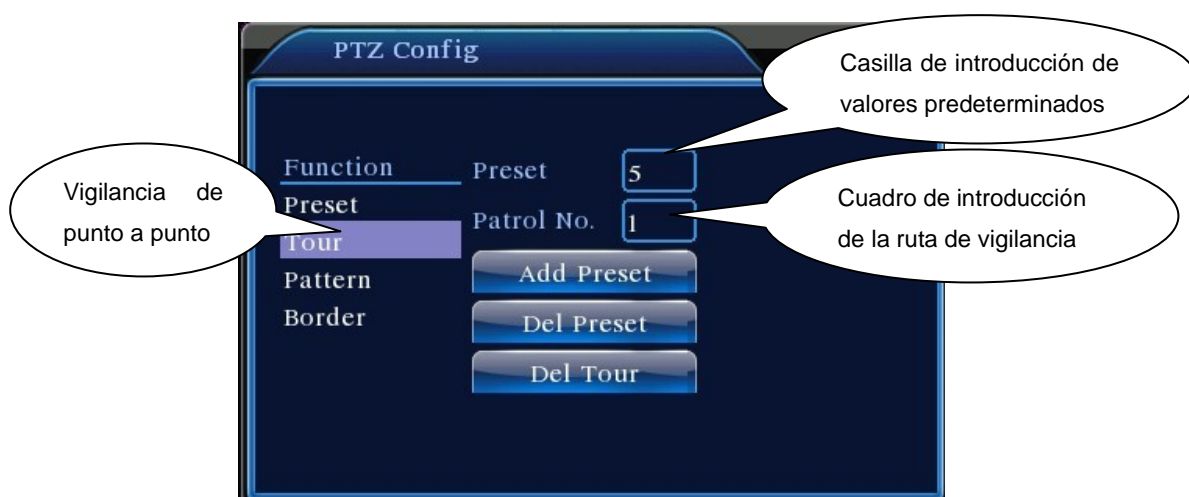 PTZ Config
Casilla de introducción de
valores predeterminados
Vigilancia de
punto a punto
Function
Preset
Tour
Pattern
Border
Preset 5
Patrol No. 1
Add Preset
Del Preset
Del Tour
Cuadro de introducción
de la ruta de vigilancia